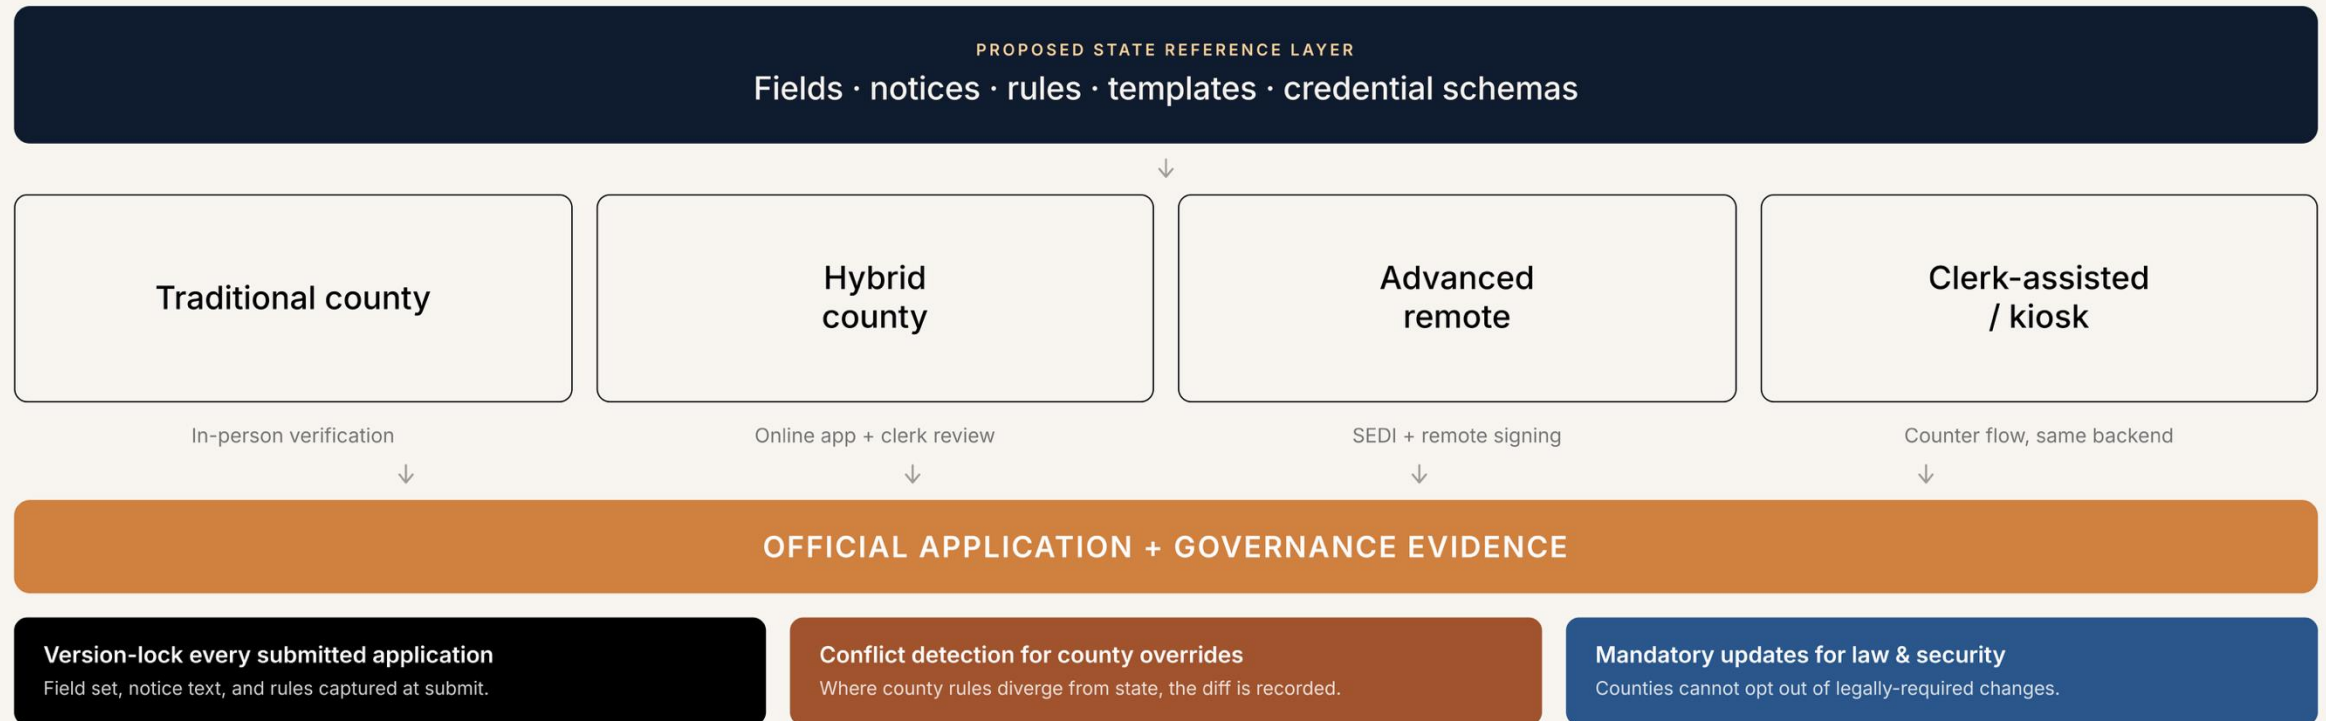 PROPOSED STATE REFERENCE LAYER
Fields · notices · rules · templates · credential schemas
Traditional county
Hybrid
county
Advanced
remote
Clerk-assisted
/ kiosk
In-person verification
Online app + clerk review
SEDI + remote signing
Counter flow, same backend
OFFICIAL APPLICATION + GOVERNANCE EVIDENCE
Version-lock every submitted application
Field set, notice text, and rules captured at submit.
Conflict detection for county overrides
Where county rules diverge from state, the diff is recorded.
Mandatory updates for law & security
Counties cannot opt out of legally-required changes.